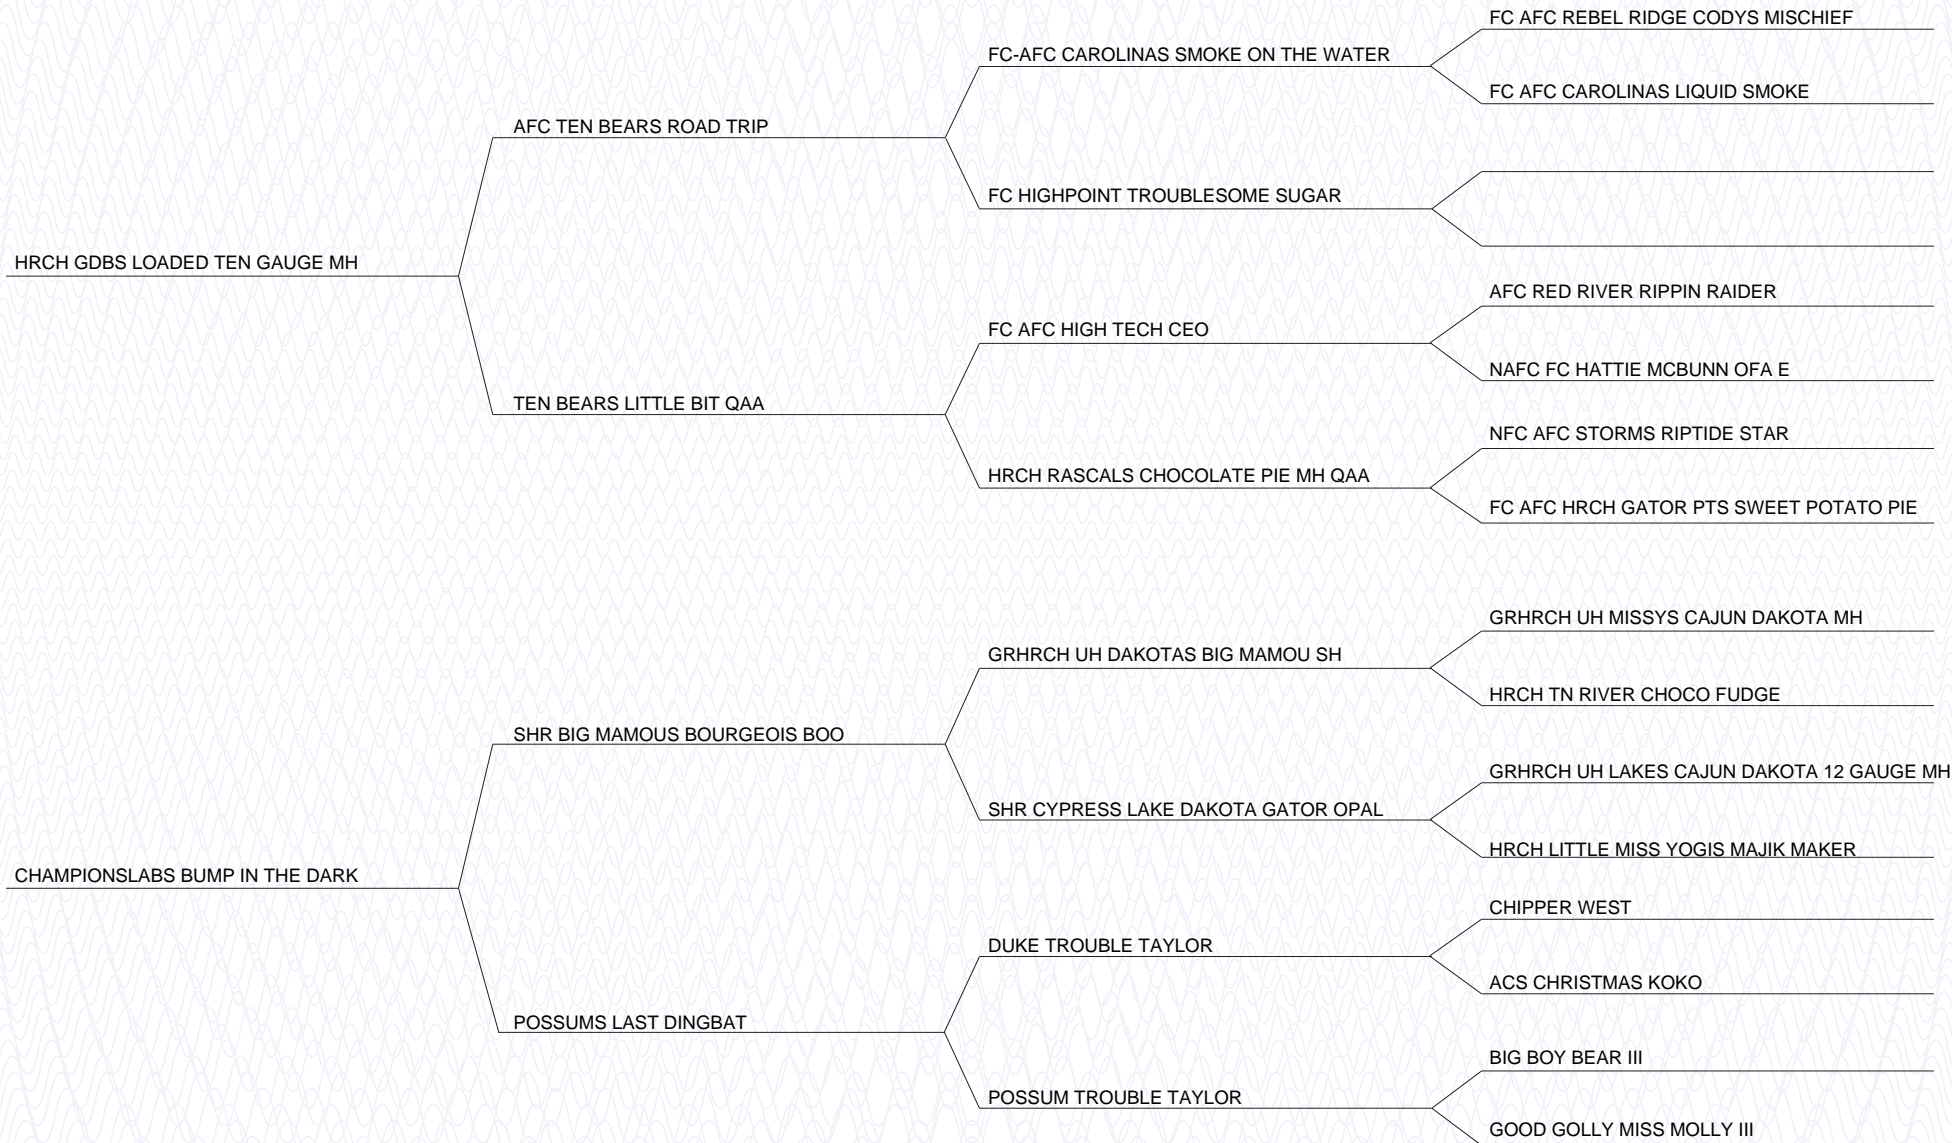 FC AFC REBEL RIDGE CODYS MISCHIEF
FC-AFC CAROLINAS SMOKE ON THE WATER
FC AFC CAROLINAS LIQUID SMOKE
AFC TEN BEARS ROAD TRIP
FC HIGHPOINT TROUBLESOME SUGAR
HRCH GDBS LOADED TEN GAUGE MH
AFC RED RIVER RIPPIN RAIDER
FC AFC HIGH TECH CEO
NAFC FC HATTIE MCBUNN OFA E
TEN BEARS LITTLE BIT QAA
NFC AFC STORMS RIPTIDE STAR
HRCH RASCALS CHOCOLATE PIE MH QAA
FC AFC HRCH GATOR PTS SWEET POTATO PIE
GRHRCH UH MISSYS CAJUN DAKOTA MH
GRHRCH UH DAKOTAS BIG MAMOU SH
HRCH TN RIVER CHOCO FUDGE
SHR BIG MAMOUS BOURGEOIS BOO
GRHRCH UH LAKES CAJUN DAKOTA 12 GAUGE MH
SHR CYPRESS LAKE DAKOTA GATOR OPAL
HRCH LITTLE MISS YOGIS MAJIK MAKER
CHAMPIONSLABS BUMP IN THE DARK
CHIPPER WEST
DUKE TROUBLE TAYLOR
ACS CHRISTMAS KOKO
POSSUMS LAST DINGBAT
BIG BOY BEAR III
POSSUM TROUBLE TAYLOR
GOOD GOLLY MISS MOLLY III